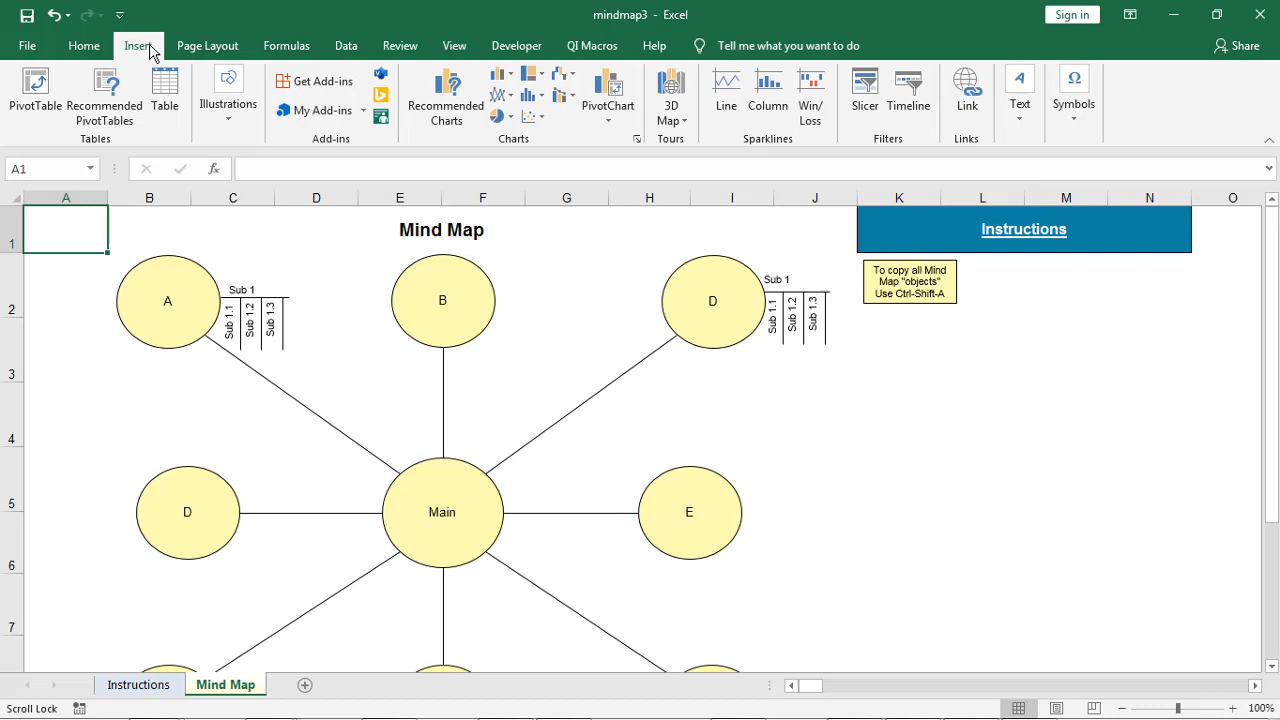 mindmap3 - Excel
Sign in
File Home Insert Page Layout Formulas Data Review View Developer QI Macros Help Tell me what you want to do Share
PivotTable
Recommended
PivotTables
Table
Tables
Illustrations
Get Add-ins
My Add-ins
Add-ins
Recommended
Charts
PivotChart
Charts
3D
Map
Tours
Line
Column
Win/
Loss
Sparklines
Slicer
Timeline
Filters
Link
Links
Text
Symbols
A1
fx
A B C D E F G H I J K L M N O
1
2
3
4
5
6
7
Mind Map
Instructions
To copy all Mind
Map "objects"
Use Ctrl-Shift-A
A
Sub 1
Sub 1.1
Sub 1.2
Sub 1.3
B
D
Sub 1
Sub 1.1
Sub 1.2
Sub 1.3
D
Main
E
Instructions
Mind Map
Scroll Lock
100%